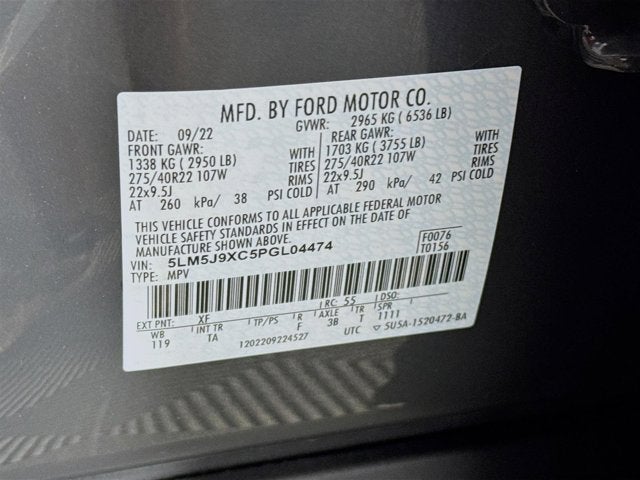 MFD. BY FORD MOTOR CO.
DATE: 09/22 GVWR: 2965 KG ( 6536 LB)
FRONT GAWR: REAR GAWR:
1338 KG ( 2950 LB) WITH 1703 KG ( 3755 LB) WITH
275/40R22 107W TIRES 275/40R22 107W TIRES
22x9.5J RIMS 22x9.5J RIMS
AT 260 kPa/ 38 PSI COLD AT 290 kPa/ 42 PSI COLD
THIS VEHICLE CONFORMS TO ALL APPLICABLE FEDERAL MOTOR
VEHICLE SAFETY STANDARDS IN EFFECT ON THE DATE OF
MANUFACTURE SHOWN ABOVE. F0076
VIN: 5LM5J9XC5PGL04474 T0156
TYPE: MPV
EXT PNT: XF RC: 55 DSO:
WB INT TR TP/PS R AXLE TR SPR
119 TA F 3B T 1111
1202209224527 UTC ▽ 5U5A-1520472-BA